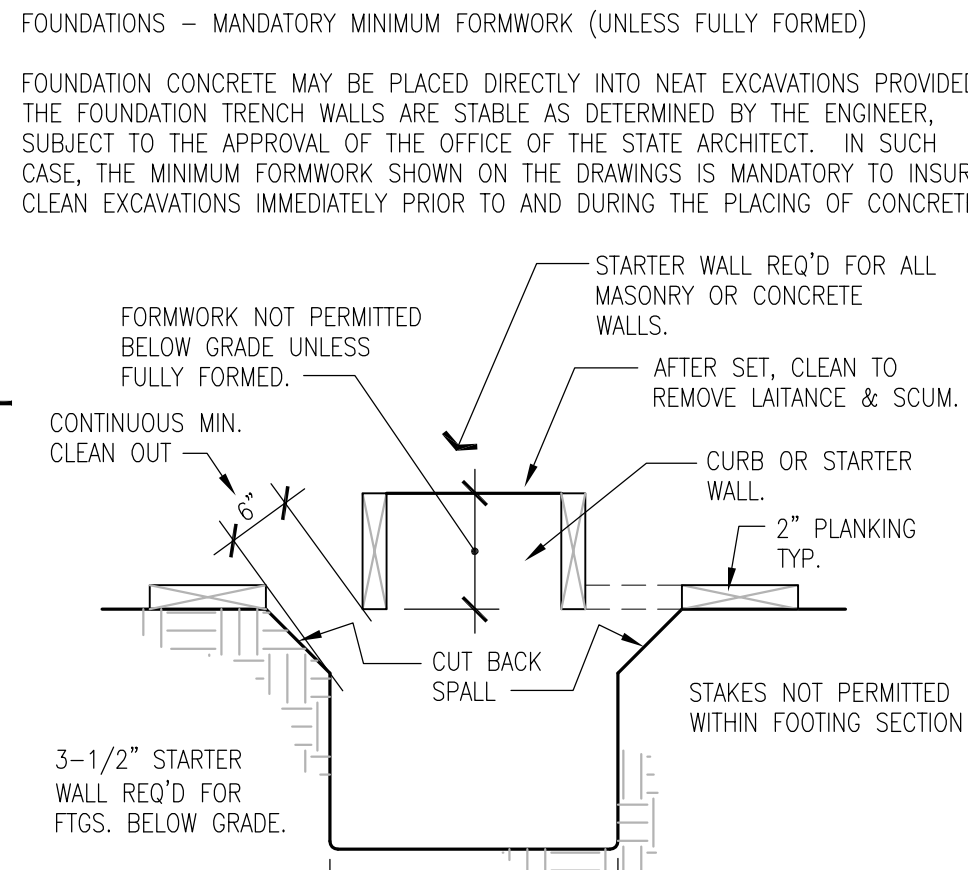 FOUNDATIONS – MANDATORY MINIMUM FORMWORK (UNLESS FULLY FORMED)
FOUNDATION CONCRETE MAY BE PLACED DIRECTLY INTO NEAT EXCAVATIONS PROVIDED
THE FOUNDATION TRENCH WALLS ARE STABLE AS DETERMINED BY THE ENGINEER,
SUBJECT TO THE APPROVAL OF THE OFFICE OF THE STATE ARCHITECT. IN SUCH
CASE, THE MINIMUM FORMWORK SHOWN ON THE DRAWINGS IS MANDATORY TO INSUR
CLEAN EXCAVATIONS IMMEDIATELY PRIOR TO AND DURING THE PLACING OF CONCRETE
STARTER WALL REQ'D FOR ALL
MASONRY OR CONCRETE
WALLS.
FORMWORK NOT PERMITTED
BELOW GRADE UNLESS
FULLY FORMED.
AFTER SET, CLEAN TO
REMOVE LAITANCE & SCUM.
CONTINUOUS MIN.
CLEAN OUT
CURB OR STARTER
WALL.
6"
2" PLANKING
TYP.
CUT BACK
SPALL
STAKES NOT PERMITTED
WITHIN FOOTING SECTION
3-1/2" STARTER
WALL REQ'D FOR
FTGS. BELOW GRADE.